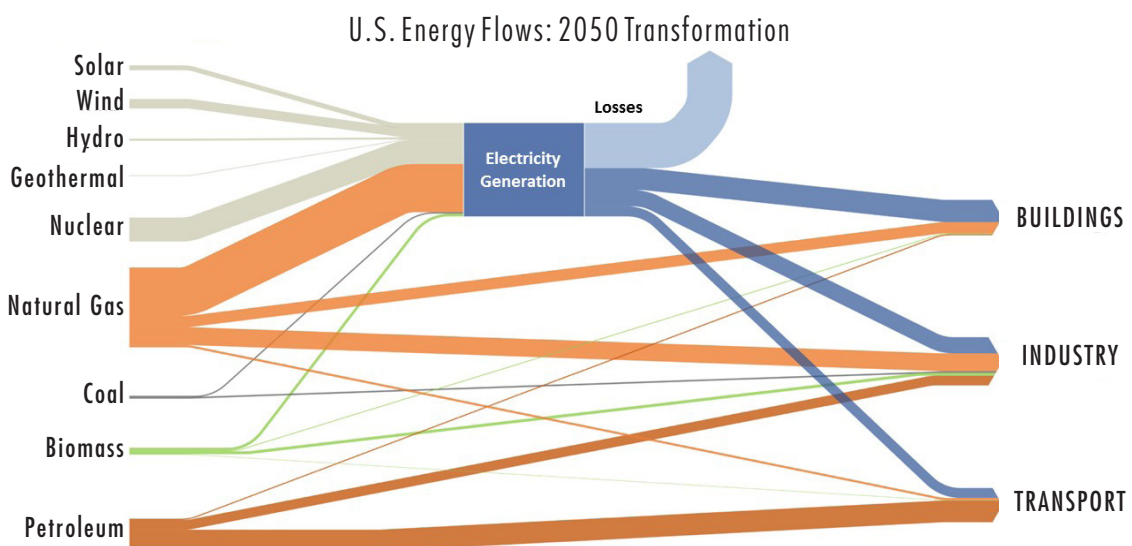 U.S. Energy Flows: 2050 Transformation
Solar
Wind
Hydro
Geothermal
Nuclear
Natural Gas
Coal
Biomass
Petroleum
Losses
Electricity
Generation
BUILDINGS
INDUSTRY
TRANSPORT